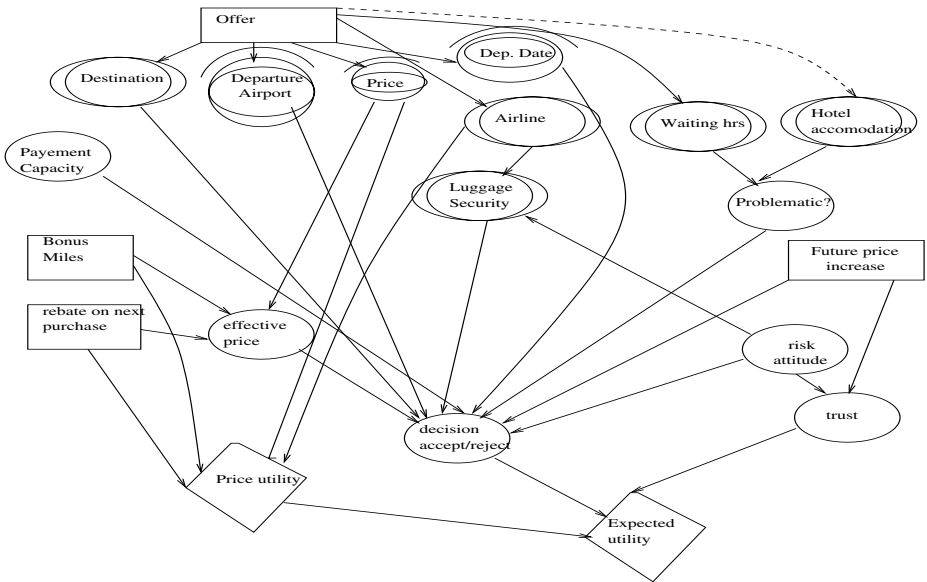 Offer
Destination
Departure
Airport
Price
Dep. Date
Airline
Waiting hrs
Hotel
accomodation
Payement
Capacity
Luggage
Security
Problematic?
Bonus
Miles
Future price
increase
rebate on next
purchase
effective
price
risk
attitude
decision
accept/reject
trust
Price utility
Expected
utility